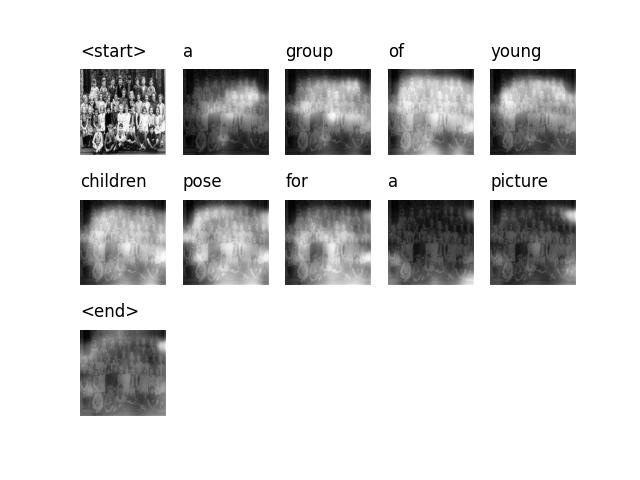 <start> a group of young
children pose for a picture
<end>